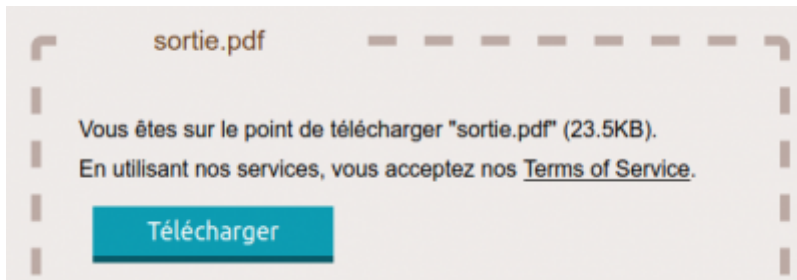 sortie.pdf
Vous êtes sur le point de télécharger "sortie.pdf" (23.5KB).
En utilisant nos services, vous acceptez nos Terms of Service.
Télécharger